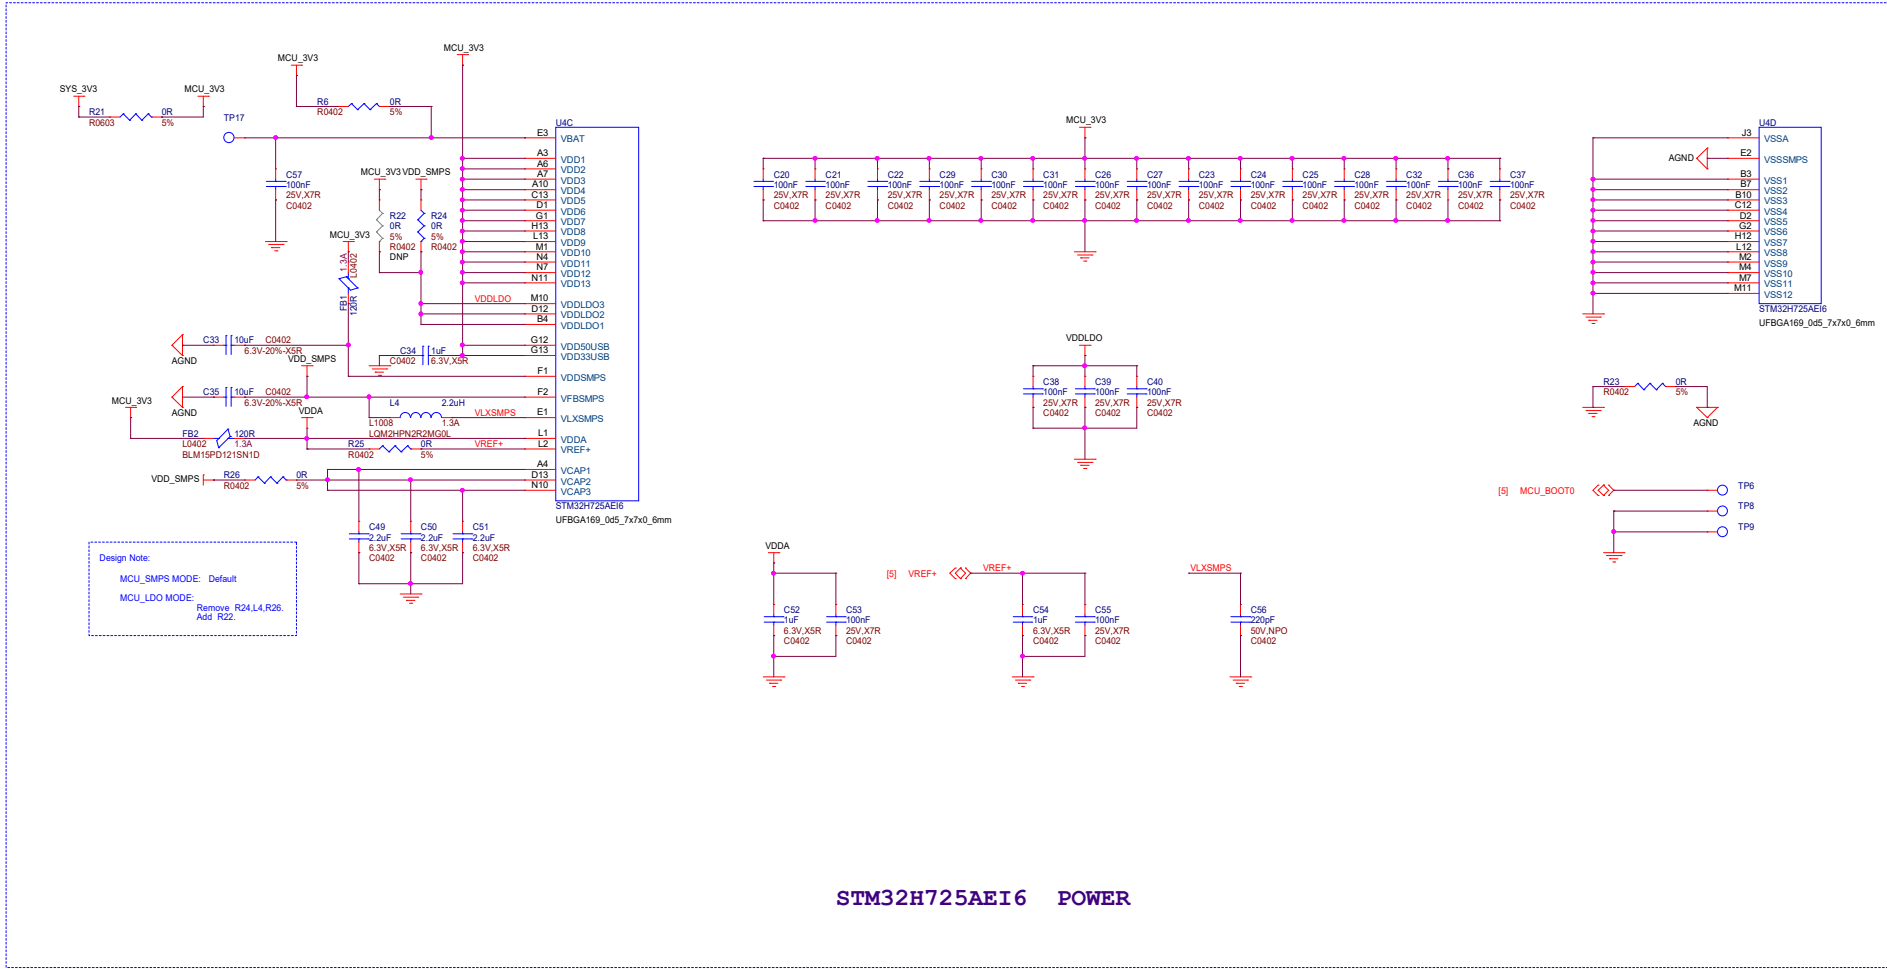 MCU_3V3
MCU_3V3
SYS_3V3
MCU_3V3
R21
0R
R0603
5%
R6
0R
R0402
5%
TP17
C57
100nF
25V,X7R
C0402
MCU_3V3
VDD_SMPS
R22
0R
5%
R0402
DNP
R24
0R
5%
R0402
MCU_3V3
1.3A
L0402
FB1
120R
VDDLDO
C33
10uF
C0402
6.3V-20%-X5R
AGND
C34
1uF
C0402
6.3V,X5R
VDD_SMPS
C35
10uF
C0402
6.3V-20%-X5R
AGND
L4
2.2uH
L1008
1.3A
LQM2HPN2R2MG0L
VLXSMPS
MCU_3V3
VDDA
FB2
120R
L0402
1.3A
BLM15PD121SN1D
R25
0R
R0402
5%
VREF+
VDD_SMPS
R26
0R
R0402
5%
C49
2.2uF
6.3V,X5R
C0402
C50
2.2uF
6.3V,X5R
C0402
C51
2.2uF
6.3V,X5R
C0402
U4C
E3 VBAT
A3 VDD1
A6 VDD2
A7 VDD3
A10 VDD4
C13 VDD5
D1 VDD6
G1 VDD7
H13 VDD8
L13 VDD9
M1 VDD10
N4 VDD11
N7 VDD12
N11 VDD13
M10 VDDLDO3
D12 VDDLDO2
B4 VDDLDO1
G12 VDD50USB
G13 VDD33USB
F1 VDDSMPS
F2 VFBSMPS
E1 VLXSMPS
L1 VDDA
L2 VREF+
A4 VCAP1
D13 VCAP2
N10 VCAP3
STM32H725AEI6
UFBGA169_0d5_7x7x0_6mm
Design Note:
MCU_SMPS MODE: Default
MCU_LDO MODE:
Remove R24,L4,R26.
Add R22.
MCU_3V3
C20
100nF
25V,X7R
C0402
C21
100nF
25V,X7R
C0402
C22
100nF
25V,X7R
C0402
C29
100nF
25V,X7R
C0402
C30
100nF
25V,X7R
C0402
C31
100nF
25V,X7R
C0402
C26
100nF
25V,X7R
C0402
C27
100nF
25V,X7R
C0402
C23
100nF
25V,X7R
C0402
C24
100nF
25V,X7R
C0402
C25
100nF
25V,X7R
C0402
C28
100nF
25V,X7R
C0402
C32
100nF
25V,X7R
C0402
C36
100nF
25V,X7R
C0402
C37
100nF
25V,X7R
C0402
VDDLDO
C38
100nF
25V,X7R
C0402
C39
100nF
25V,X7R
C0402
C40
100nF
25V,X7R
C0402
VDDA
C52
1uF
6.3V,X5R
C0402
C53
100nF
25V,X7R
C0402
[5] VREF+
VREF+
C54
1uF
6.3V,X5R
C0402
C55
100nF
25V,X7R
C0402
VLXSMPS
C56
220pF
50V,NPO
C0402
U4D
J3 VSSA
AGND
E2 VSSSMPS
B3 VSS1
B7 VSS2
B10 VSS3
C12 VSS4
D2 VSS5
G2 VSS6
H12 VSS7
L12 VSS8
M2 VSS9
M4 VSS10
M7 VSS11
M11 VSS12
STM32H725AEI6
UFBGA169_0d5_7x7x0_6mm
R23
0R
R0402
5%
AGND
[5] MCU_BOOT0
TP6
TP8
TP9
STM32H725AEI6 POWER